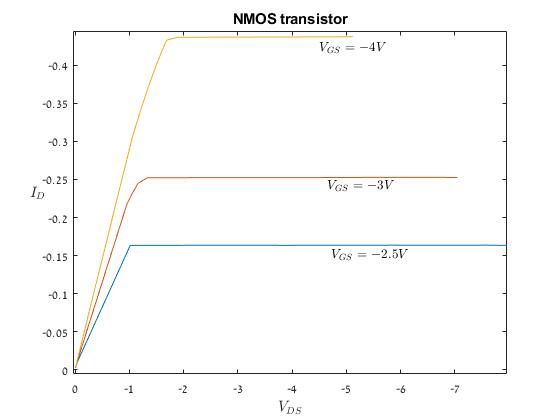 NMOS transistor
-0.4
V_GS = −4V
-0.35
-0.3
-0.25
V_GS = −3V
I_D
-0.2
-0.15
V_GS = −2.5V
-0.1
-0.05
0
0 -1 -2 -3 -4 -5 -6 -7
V_DS